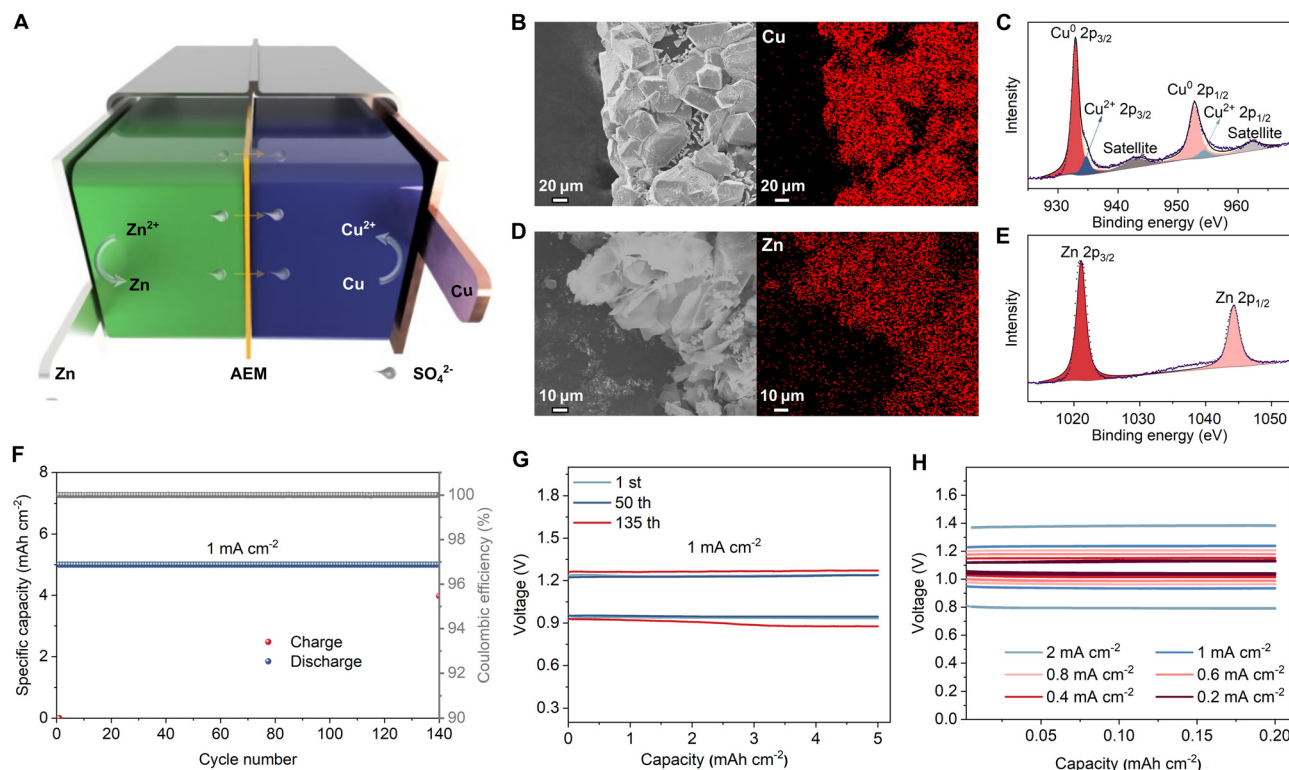 A
Zn²⁺
Zn
Cu²⁺
Cu
Cu
Zn
AEM
SO₄²⁻
B
20 µm
Cu
20 µm
C
Cu⁰ 2p₃/₂
Cu²⁺ 2p₃/₂
Satellite
Cu⁰ 2p₁/₂
Cu²⁺ 2p₁/₂
Satellite
Intensity
930 940 950 960
Binding energy (eV)
D
10 µm
Zn
10 µm
E
Zn 2p₃/₂
Zn 2p₁/₂
Intensity
1020 1030 1040 1050
Binding energy (eV)
F
Specific capacity (mAh cm⁻²)
8
6
4
2
0
1 mA cm⁻²
Charge
Discharge
0 20 40 60 80 100 120 140
Cycle number
100
98
96
94
92
90
Coulombic efficiency (%)
G
Voltage (V)
1.8
1.5
1.2
0.9
0.6
0.3
1 st
50 th
135 th
1 mA cm⁻²
0 1 2 3 4 5
Capacity (mAh cm⁻²)
H
Voltage (V)
1.6
1.4
1.2
1.0
0.8
0.6
0.4
0.2
0.0
2 mA cm⁻² 1 mA cm⁻²
0.8 mA cm⁻² 0.6 mA cm⁻²
0.4 mA cm⁻² 0.2 mA cm⁻²
0.05 0.10 0.15 0.20
Capacity (mAh cm⁻²)